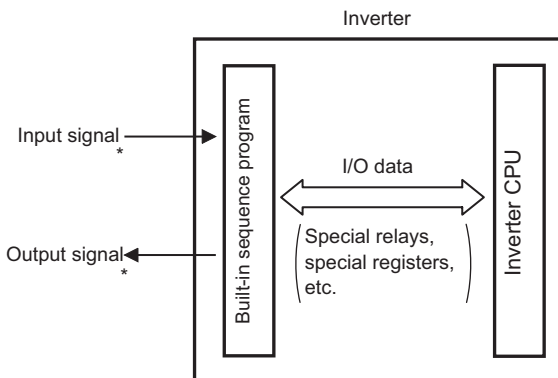 Inverter
Input signal
*
Output signal
*
Built-in sequence program
I/O data
(Special relays,
special registers,
etc.)
Inverter CPU